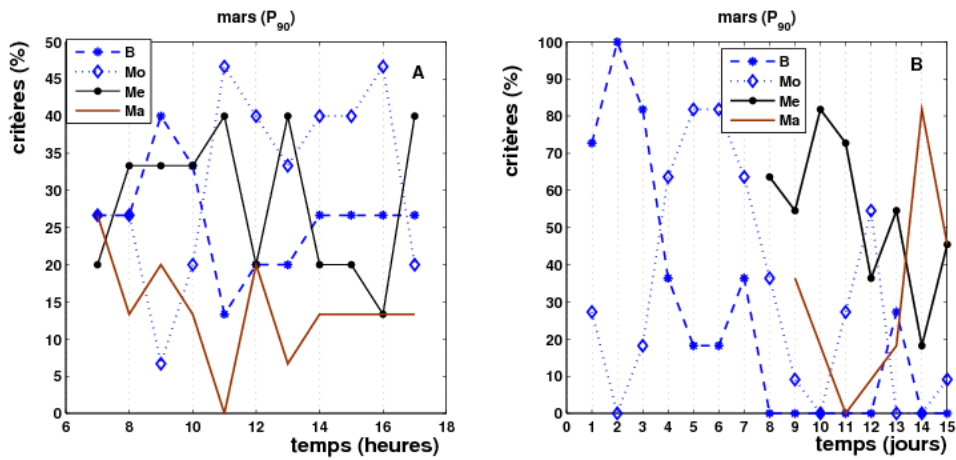 mars (P90)
critères (%)
50
45
40
35
30
25
20
15
10
5
0
B
Mo
Me
Ma
A
6
8
10
12
14
16
18
temps (heures)
mars (P90)
critères (%)
100
90
80
70
60
50
40
30
20
10
0
B
Mo
Me
Ma
B
0 1 2 3 4 5 6 7 8 9 10 11 12 13 14 15
temps (jours)